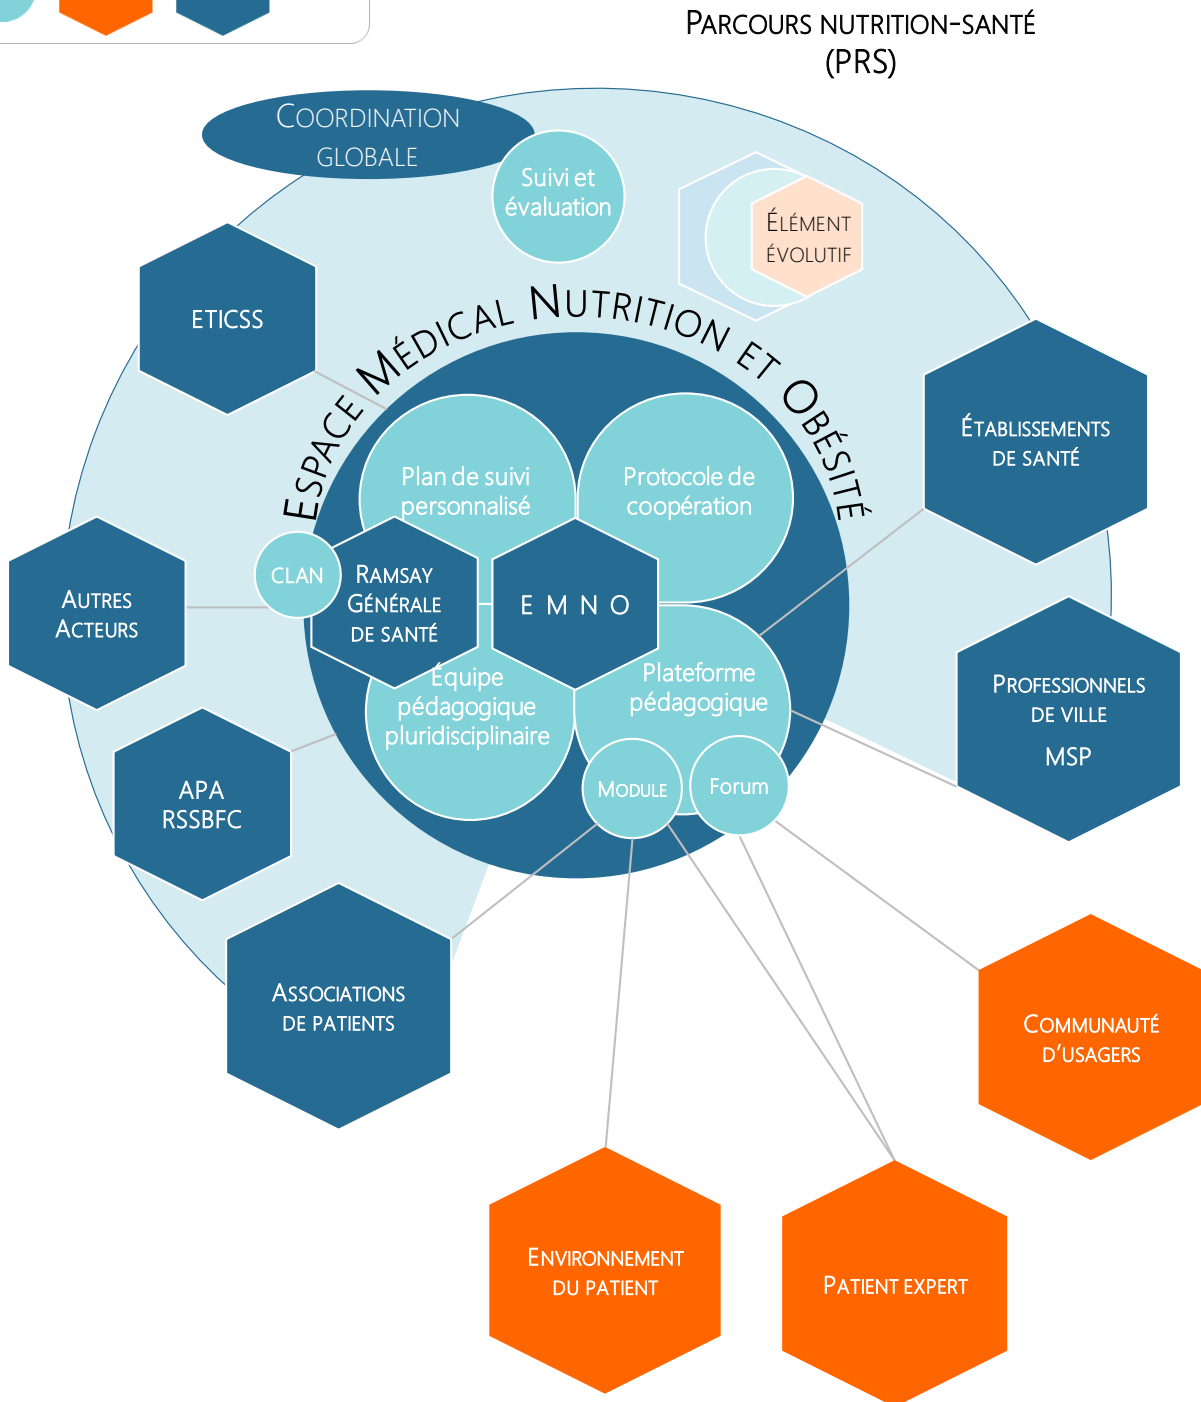 Parcours nutrition-santé
(PRS)
Coordination
globale
Suivi et
évaluation
Élément
évolutif
ETICSS
Espace Médical Nutrition et Obésité
Établissements
de santé
Plan de suivi
personnalisé
Protocole de
coopération
CLAN
Ramsay
Générale
de santé
E M N O
Autres
Acteurs
Équipe
pédagogique
pluridisciplinaire
Plateforme
pédagogique
Professionnels
de ville
MSP
Module
Forum
APA
RSSBFC
Associations
de patients
Communauté
d'usagers
Environnement
du patient
Patient expert